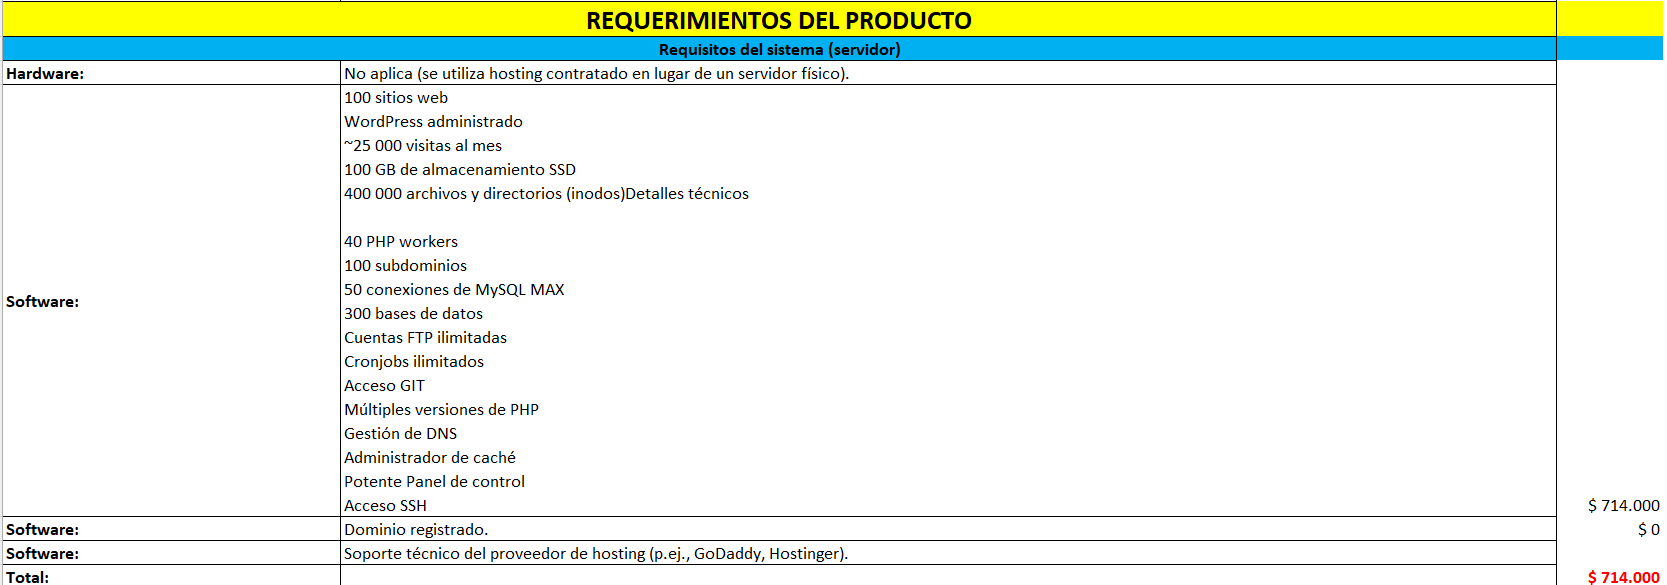 REQUERIMIENTOS DEL PRODUCTO
Requisitos del sistema (servidor)
Hardware: No aplica (se utiliza hosting contratado en lugar de un servidor físico).
100 sitios web
WordPress administrado
~25 000 visitas al mes
100 GB de almacenamiento SSD
400 000 archivos y directorios (inodos)Detalles técnicos
40 PHP workers
100 subdominios
50 conexiones de MySQL MAX
Software:
300 bases de datos
Cuentas FTP ilimitadas
Cronjobs ilimitados
Acceso GIT
Múltiples versiones de PHP
Gestión de DNS
Administrador de caché
Potente Panel de control
Acceso SSH $ 714.000
Software: Dominio registrado. $ 0
Software: Soporte técnico del proveedor de hosting (p.ej., GoDaddy, Hostinger).
Total: $ 714.000